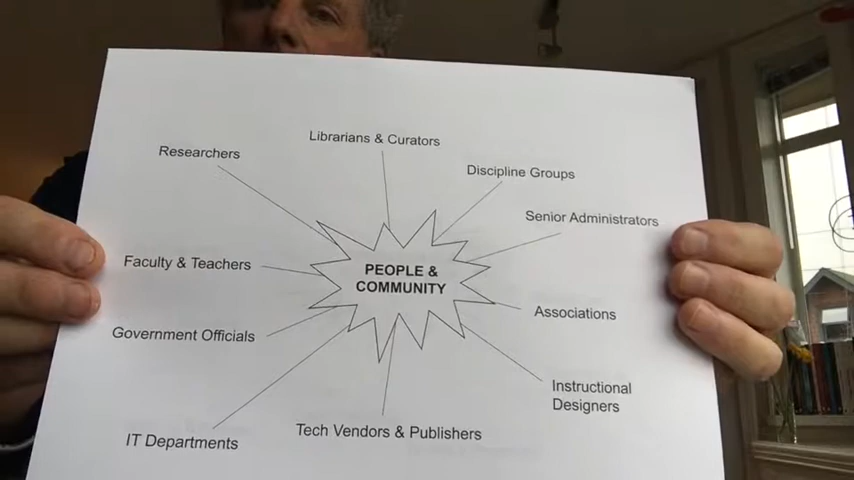 Librarians & Curators
Researchers
Discipline Groups
Senior Administrators
Faculty & Teachers
PEOPLE &
COMMUNITY
Associations
Government Officials
Instructional
Designers
Tech Vendors & Publishers
IT Departments